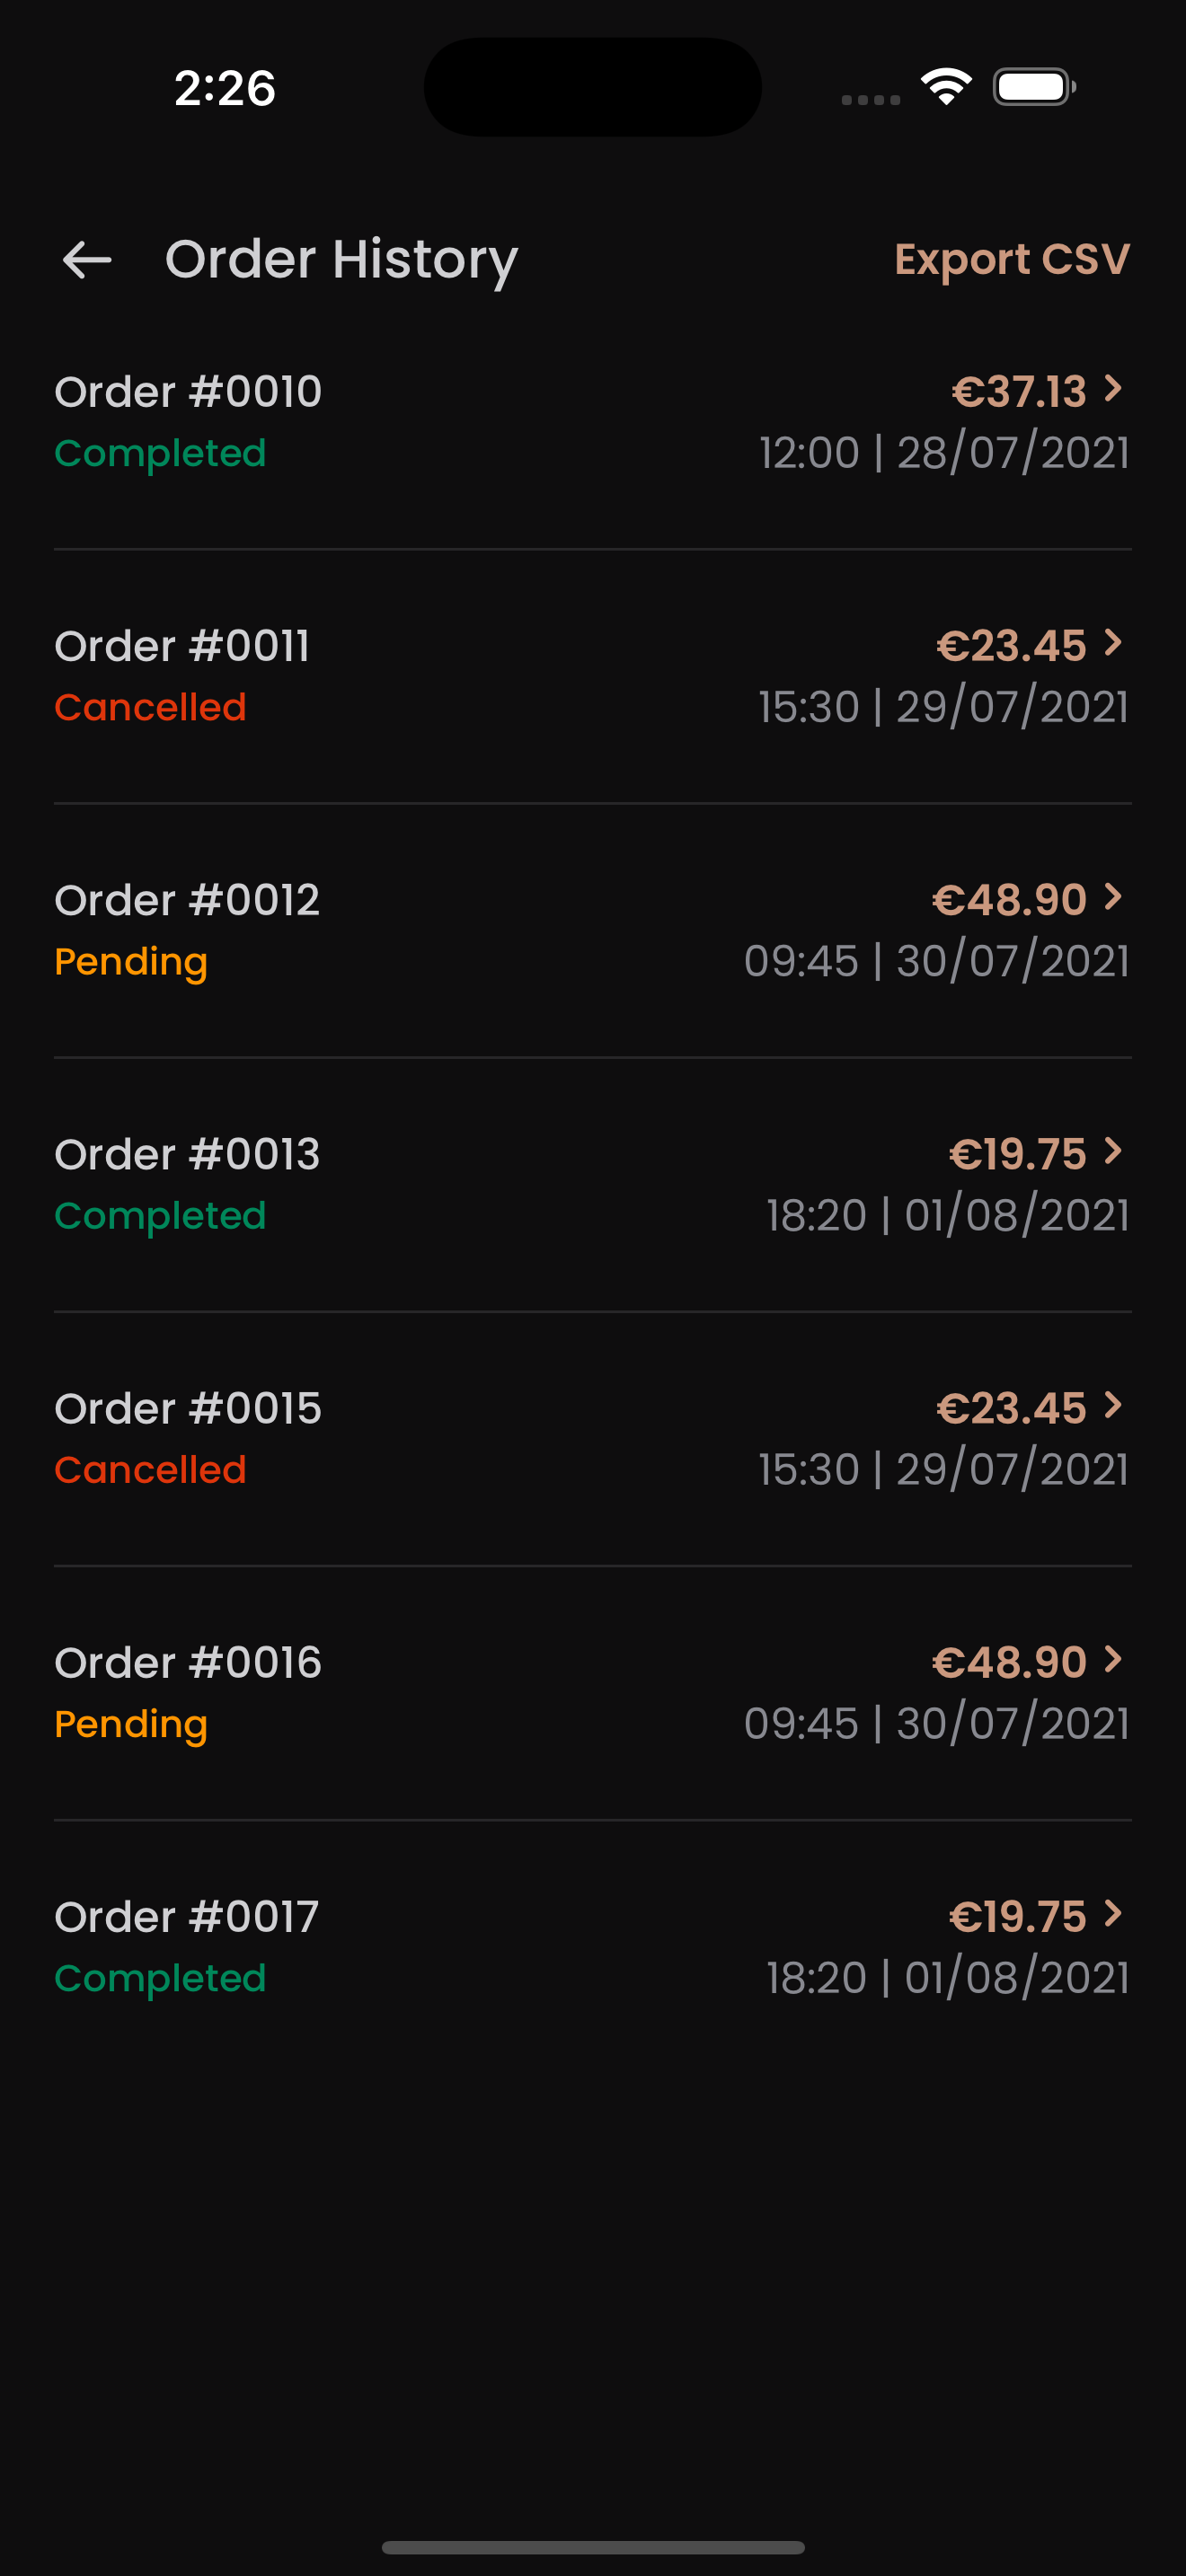 2:26
Order History
Export CSV
Order #0010
€37.13
Completed
12:00 | 28/07/2021
Order #0011
€23.45
Cancelled
15:30 | 29/07/2021
Order #0012
€48.90
Pending
09:45 | 30/07/2021
Order #0013
€19.75
Completed
18:20 | 01/08/2021
Order #0015
€23.45
Cancelled
15:30 | 29/07/2021
Order #0016
€48.90
Pending
09:45 | 30/07/2021
Order #0017
€19.75
Completed
18:20 | 01/08/2021